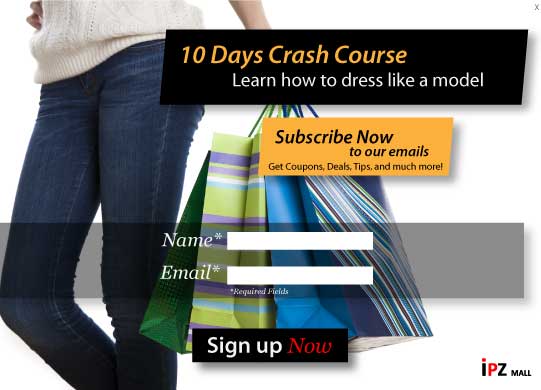 X
10 Days Crash Course
Learn how to dress like a model
Subscribe Now
to our emails
Get Coupons, Deals, Tips, and much more!
Name*
Email*
*Required Fields
Sign up Now
iPZ MALL